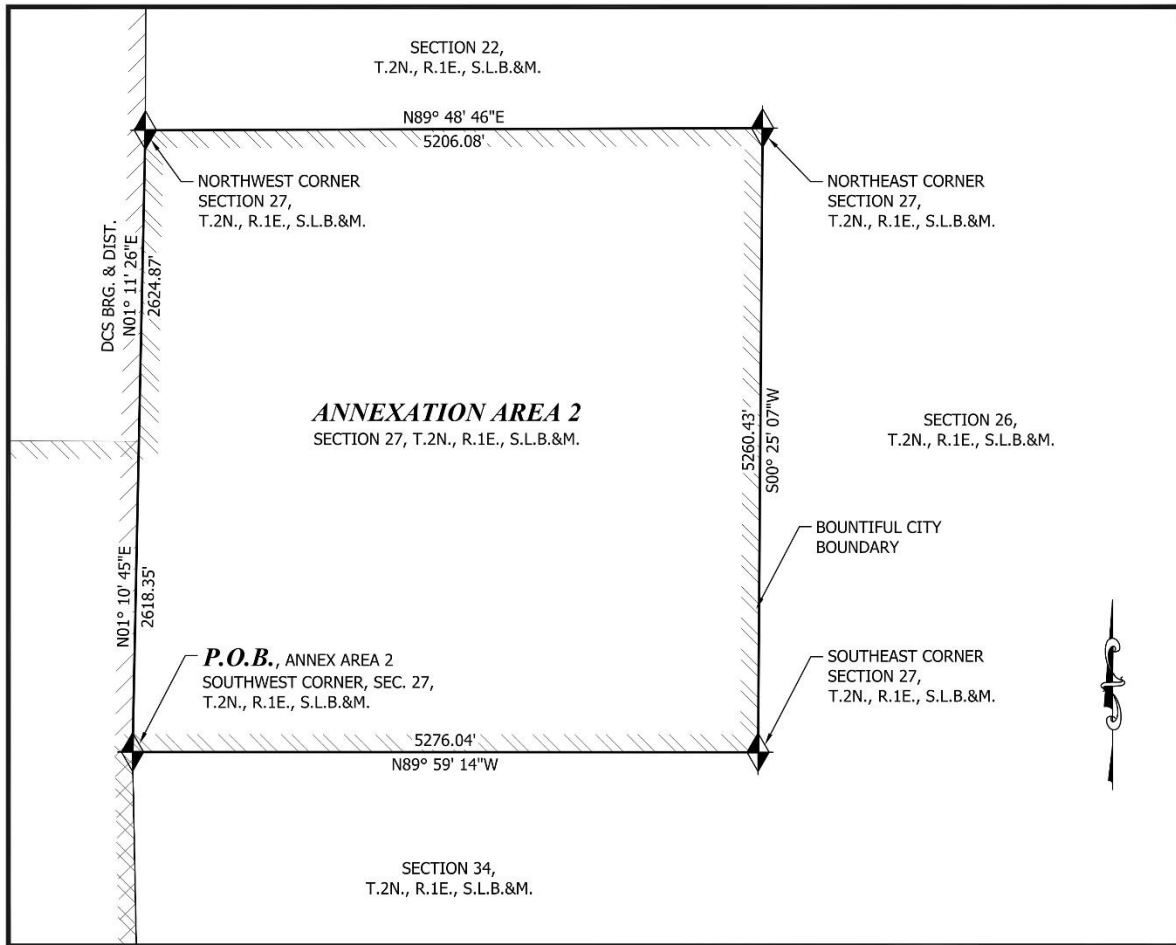 SECTION 22,
T.2N., R.1E., S.L.B.&M.
N89° 48' 46"E
5206.08'
NORTHWEST CORNER
SECTION 27,
T.2N., R.1E., S.L.B.&M.
NORTHEAST CORNER
SECTION 27,
T.2N., R.1E., S.L.B.&M.
DCS BRG. & DIST.
N01° 11' 26"E
2624.87'
ANNEXATION AREA 2
SECTION 27, T.2N., R.1E., S.L.B.&M.
5260.43'
S00° 25' 07"W
SECTION 26,
T.2N., R.1E., S.L.B.&M.
BOUNTIFUL CITY
BOUNDARY
N01° 10' 45"E
2618.35'
P.O.B., ANNEX AREA 2
SOUTHWEST CORNER, SEC. 27,
T.2N., R.1E., S.L.B.&M.
SOUTHEAST CORNER
SECTION 27,
T.2N., R.1E., S.L.B.&M.
5276.04'
N89° 59' 14"W
SECTION 34,
T.2N., R.1E., S.L.B.&M.